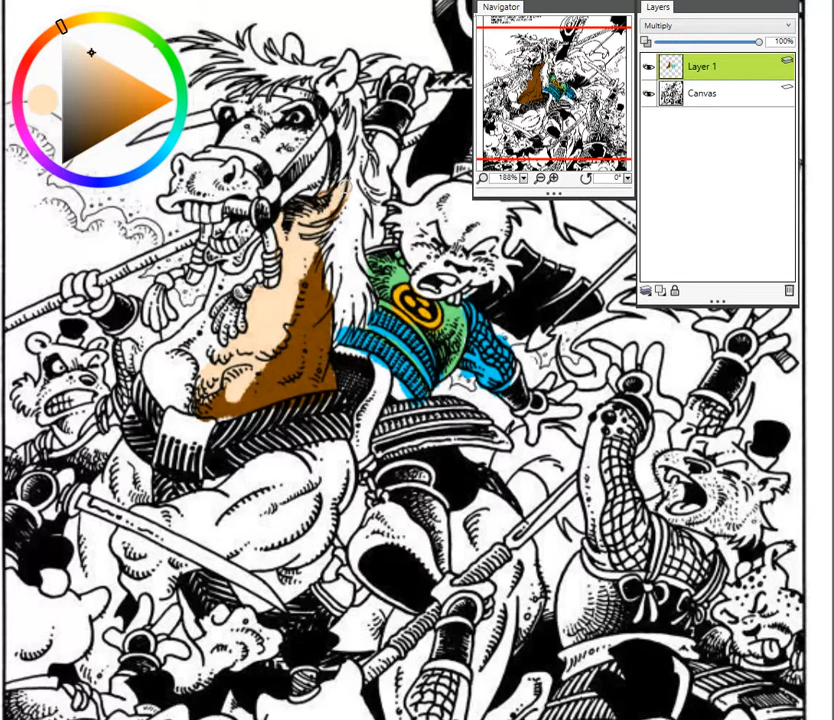 Navigator
Layers
Multiply
100%
Layer 1
Canvas
188%
0°